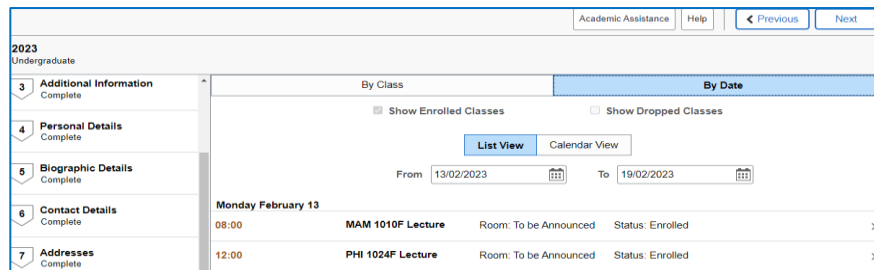 Academic Assistance Help Previous Next
2023
Undergraduate
3 Additional Information
Complete
4 Personal Details
Complete
5 Biographic Details
Complete
6 Contact Details
Complete
7 Addresses
Complete
By Class By Date
Show Enrolled Classes Show Dropped Classes
List View Calendar View
From 13/02/2023 To 19/02/2023
Monday February 13
08:00 MAM 1010F Lecture Room: To be Announced Status: Enrolled
12:00 PHI 1024F Lecture Room: To be Announced Status: Enrolled